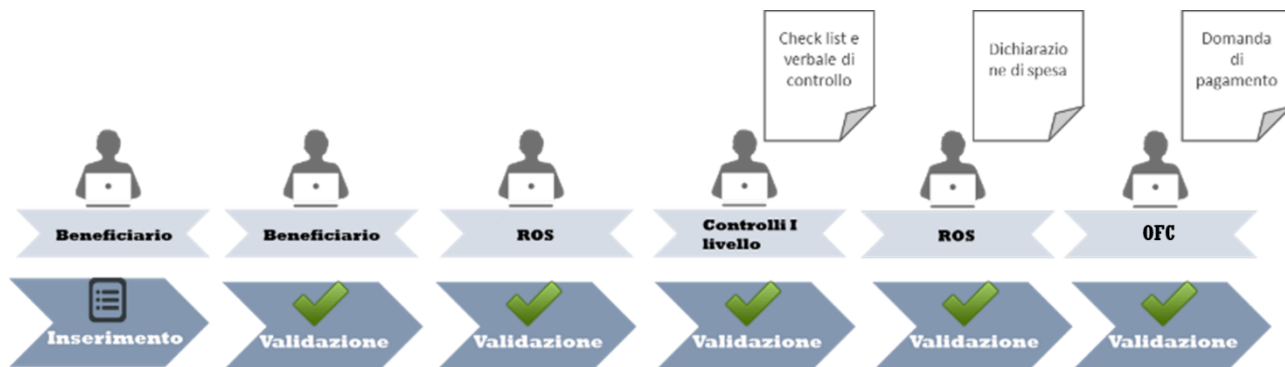 Check list e
verbale di
controllo
Dichiarazio
ne di spesa
Domanda
di
pagamento
Beneficiario
Beneficiario
ROS
Controlli I
livello
ROS
OFC
Inserimento
Validazione
Validazione
Validazione
Validazione
Validazione